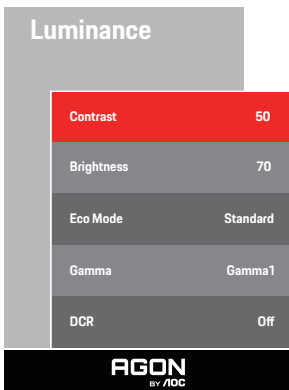 Luminance
Contrast 50
Brightness 70
Eco Mode Standard
Gamma Gamma1
DCR Off
AGON
BY AOC